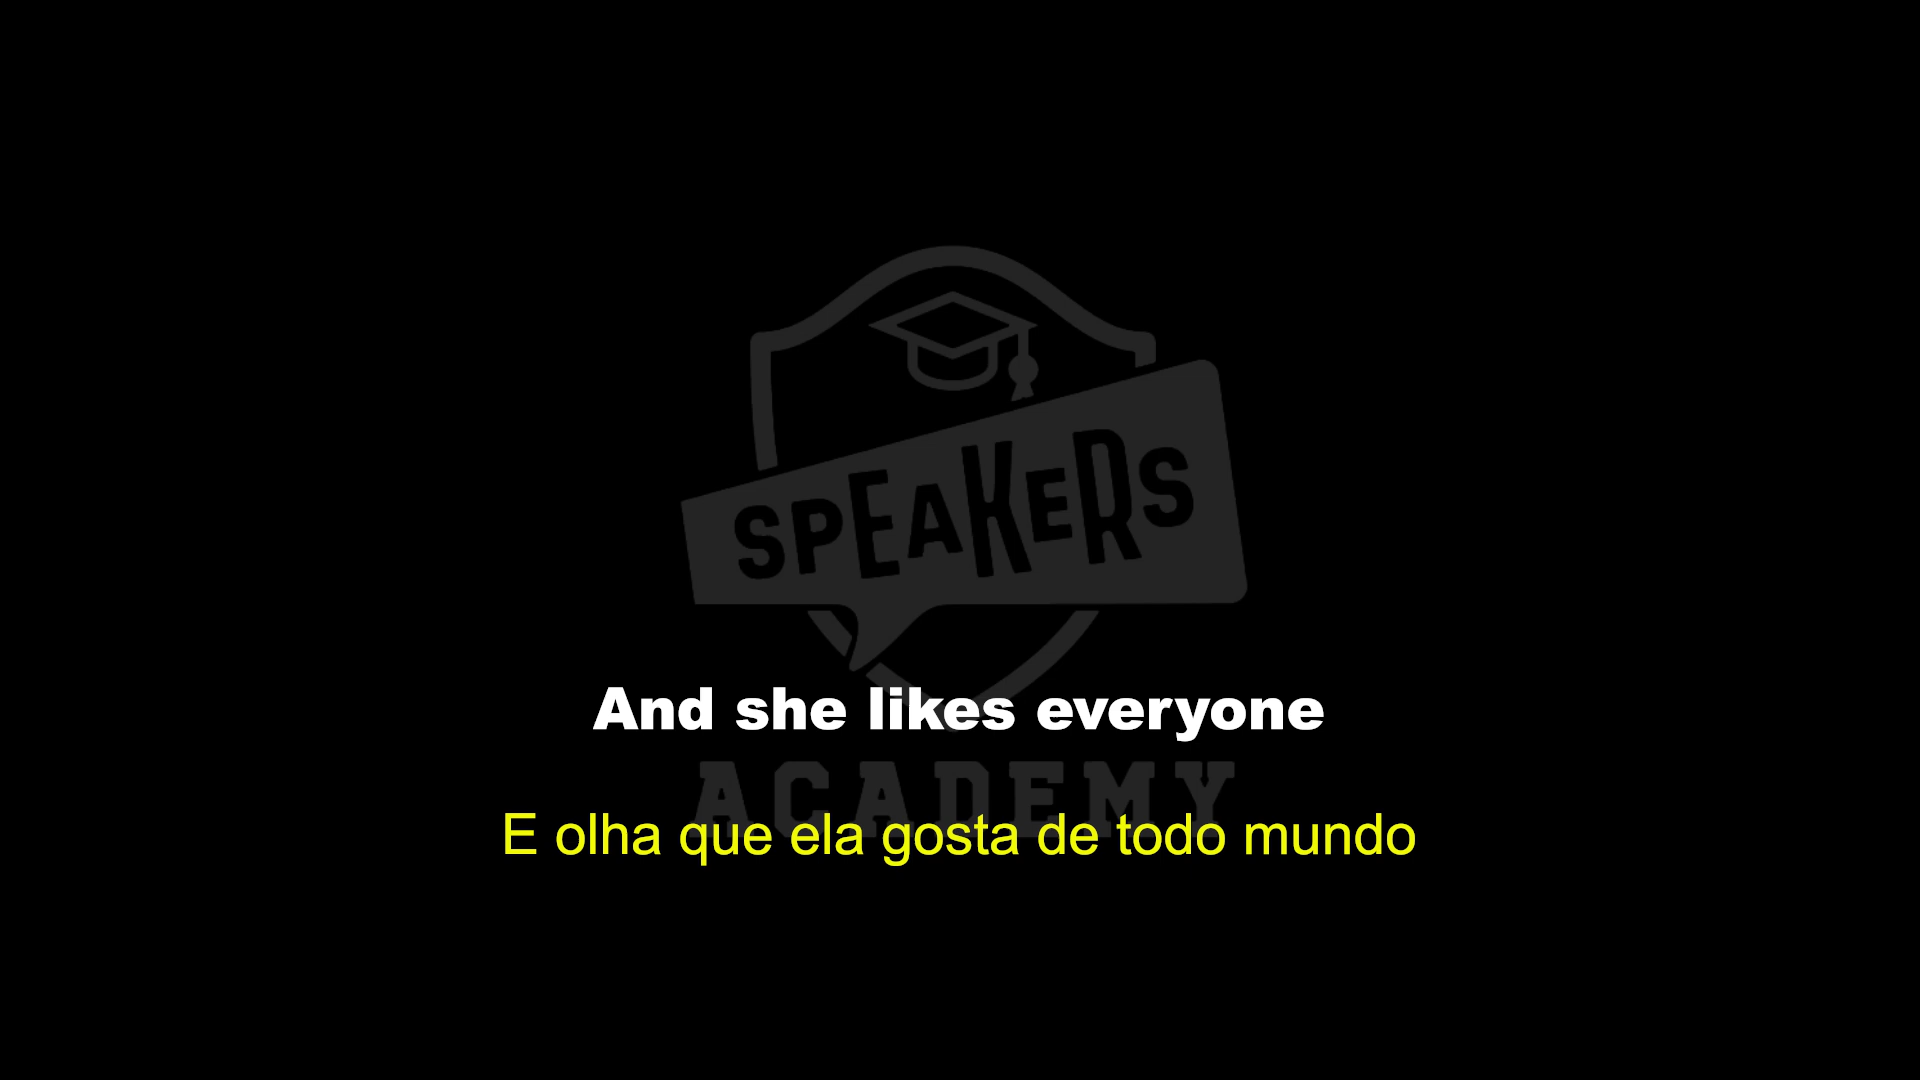 SPEAKERS
And she likes everyone
ACADEMY
E olha que ela gosta de todo mundo